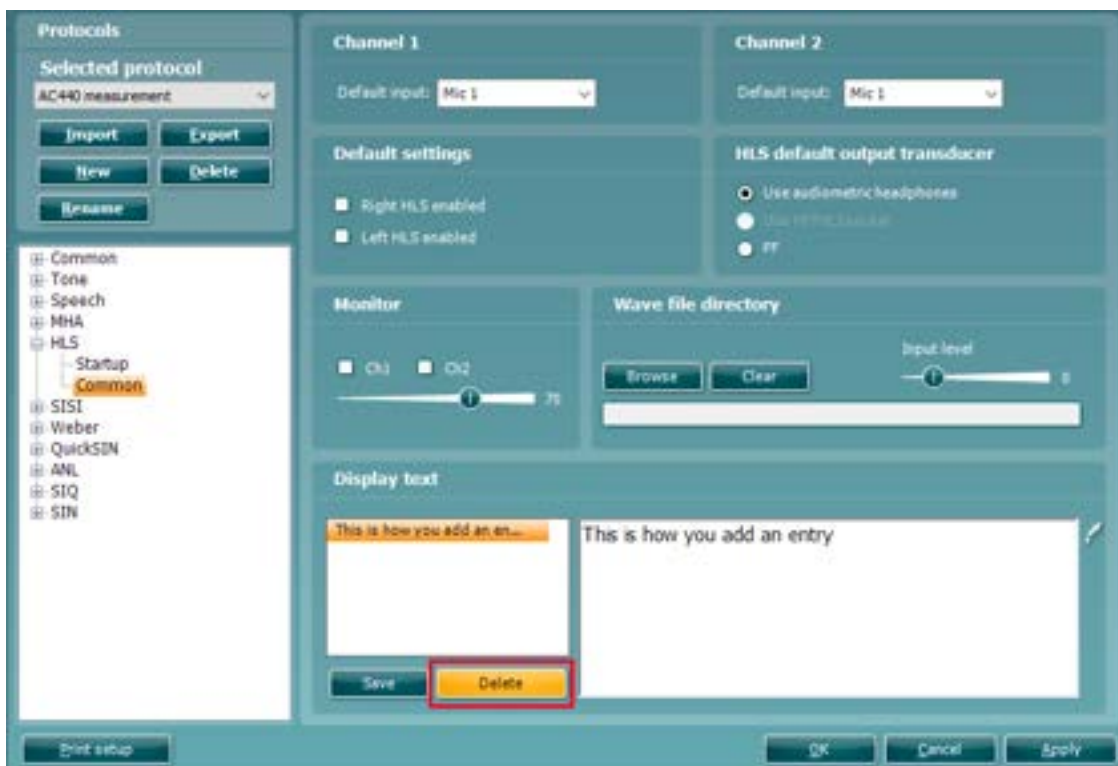 Protocols
Selected protocol
AC440 measurement
Import
Export
New
Delete
Rename
Common
Tone
Speech
MHA
HLS
Startup
Common
SISI
Weber
QuickSIN
ANL
SIQ
SIN
Channel 1
Default input: Mic 1
Channel 2
Default input: Mic 1
Default settings
Right HLS enabled
Left HLS enabled
HLS default output transducer
Use audiometric headphones
FF
Monitor
Ch1
Ch2
70
Wave file directory
Input level
Browse
Clear
0
Display text
This is how you add an en...
This is how you add an entry
Save
Delete
Print setup
OK
Cancel
Apply